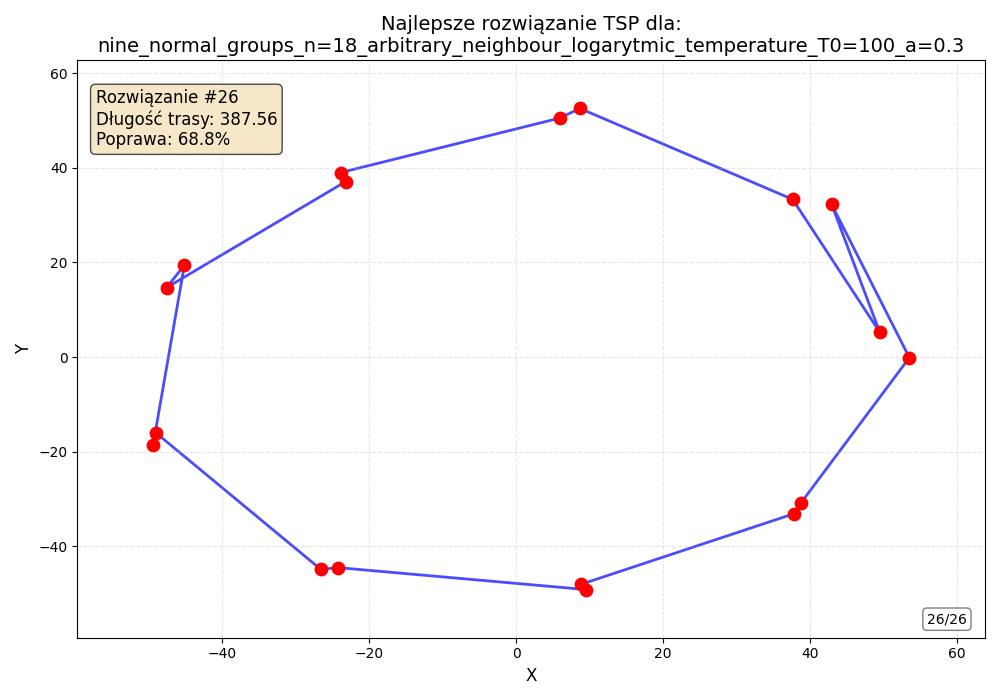 Najlepsze rozwiązanie TSP dla:
nine_normal_groups_n=18_arbitrary_neighbour_logarytmic_temperature_T0=100_a=0.3
Rozwiązanie #26
Długość trasy: 387.56
Poprawa: 68.8%
60
40
20
0
−20
−40
Y
26/26
−40
−20
0
20
40
60
X